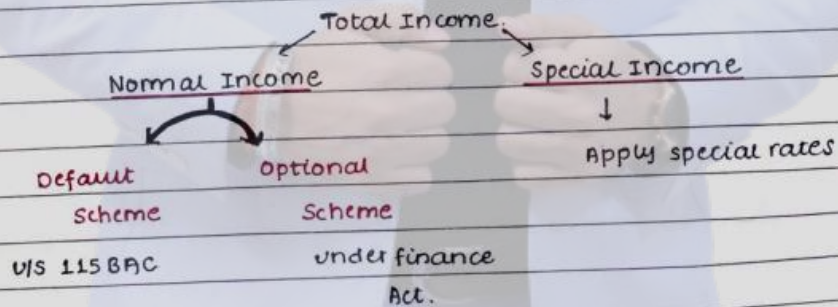 Total Income.
Normal Income
Special Income
Default
Scheme
Optional
Scheme
Apply special rates
U/S 115 BAC
under finance
Act.